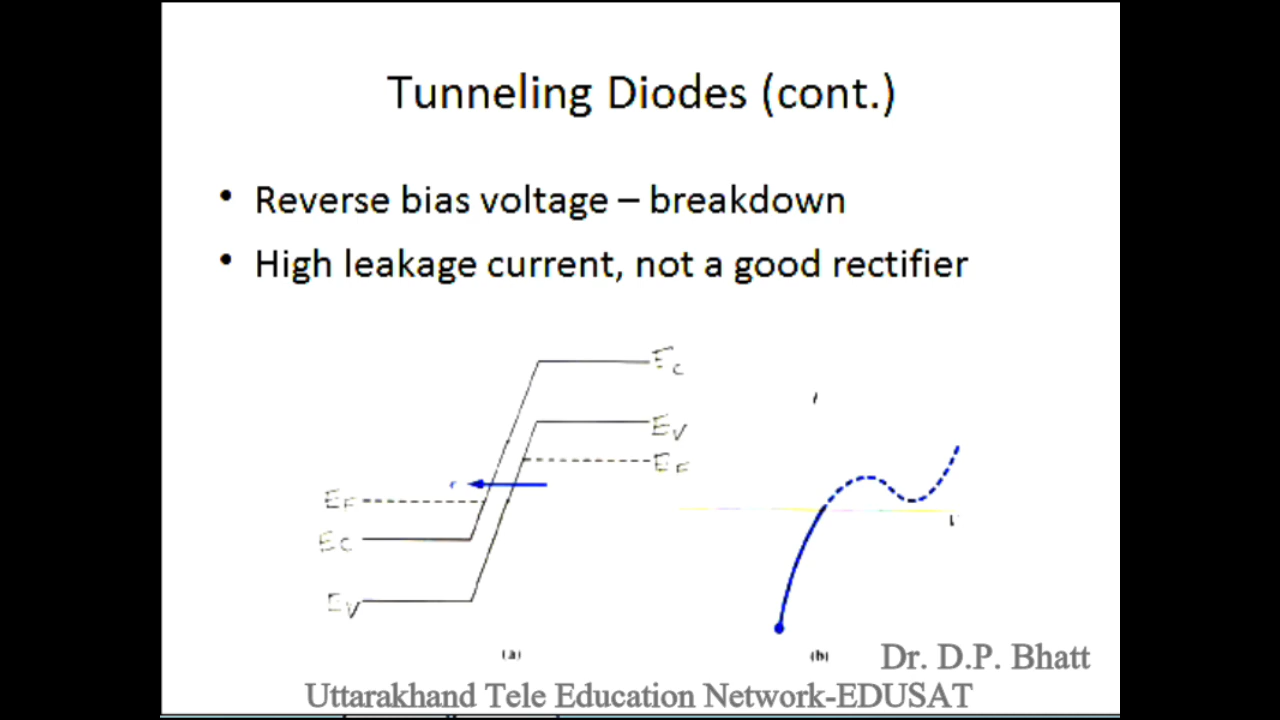 Tunneling Diodes (cont.)
• Reverse bias voltage – breakdown
• High leakage current, not a good rectifier
Ec
Ev
EF
EF
Ec
Ev
I
(a)
(b)
Dr. D.P. Bhatt
Uttarakhand Tele Education Network-EDUSAT